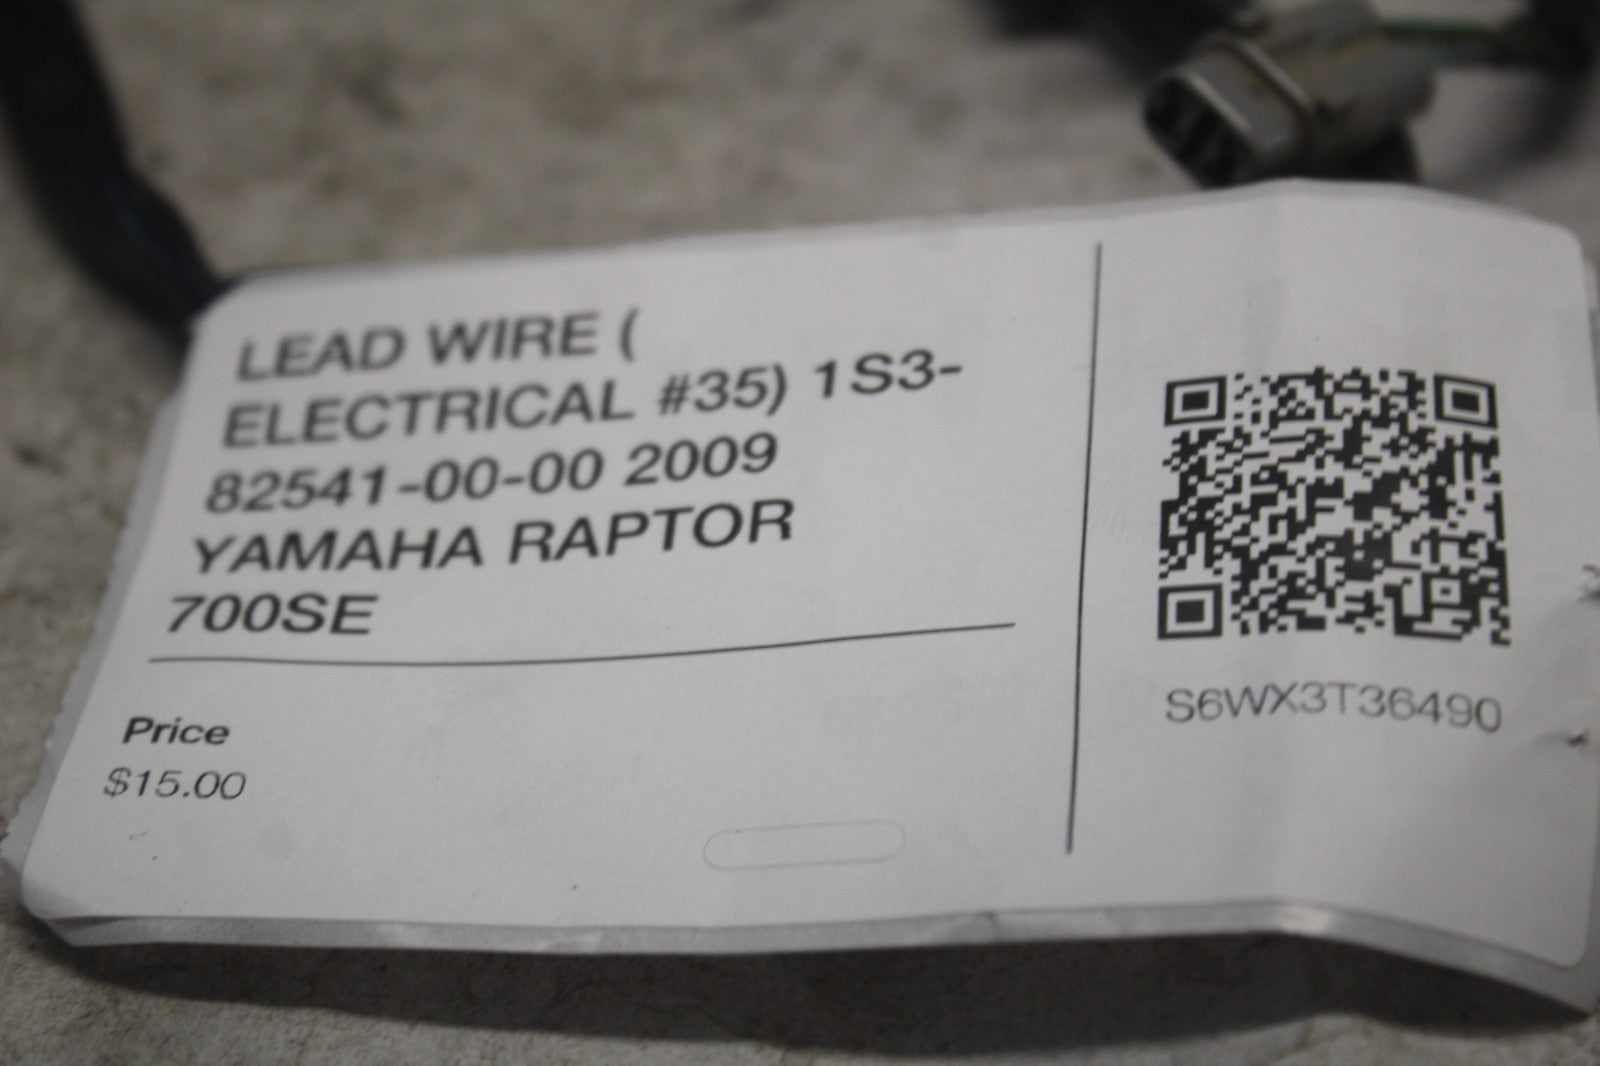 LEAD WIRE (
ELECTRICAL #35) 1S3-
82541-00-00 2009
YAMAHA RAPTOR
700SE
Price
$15.00
S6WX3T36490